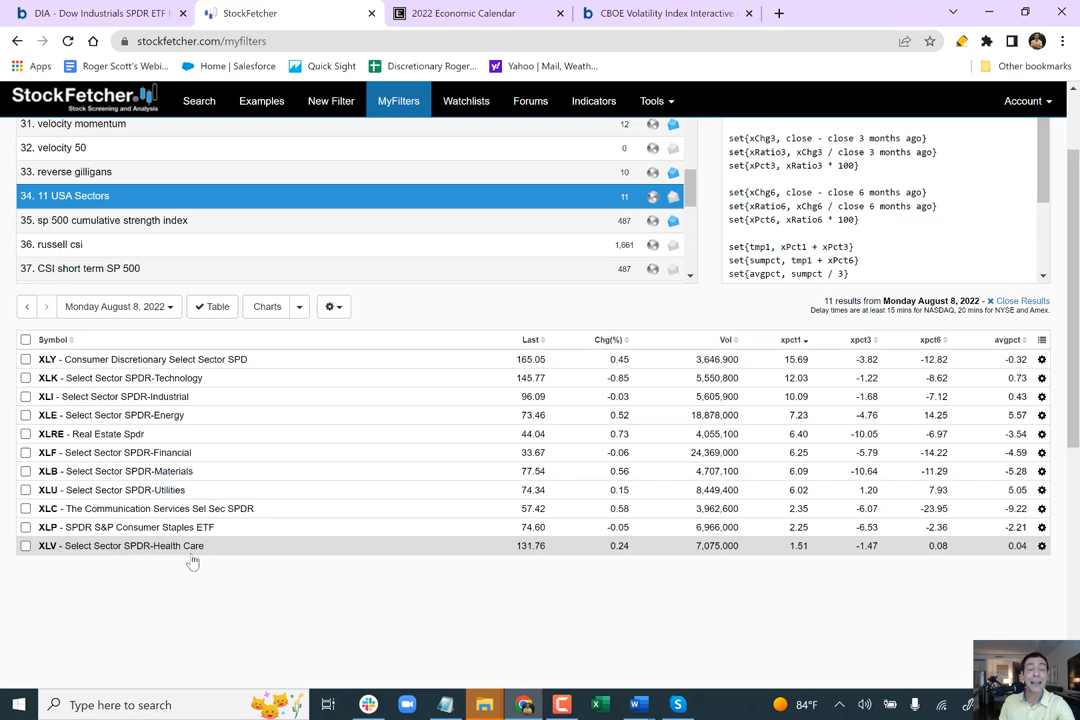 DIA - Dow Industrials SPDR ETF I
StockFetcher
2022 Economic Calendar
CBOE Volatility Index Interactive
stockfetcher.com/myfilters
Apps
Roger Scott's Webi...
Home | Salesforce
Quick Sight
Discretionary Roger...
Yahoo | Mail, Weath...
Other bookmarks
StockFetcher
Stock Screening and Analysis
Search
Examples
New Filter
MyFilters
Watchlists
Forums
Indicators
Tools
Account
31. velocity momentum 12
32. velocity 50 0
33. reverse gilligans 10
34. 11 USA Sectors 11
35. sp 500 cumulative strength index 487
36. russell csi 1,661
37. CSI short term SP 500 487
set{xChg3, close - close 3 months ago}
set{xRatio3, xChg3 / close 3 months ago}
set{xPct3, xRatio3 * 100}
set{xChg6, close - close 6 months ago}
set{xRatio6, xChg6 / close 6 months ago}
set{xPct6, xRatio6 * 100}
set{tmp1, xPct1 + xPct3}
set{sumpct, tmp1 + xPct6}
set{avgpct, sumpct / 3}
Monday August 8, 2022
Table
Charts
11 results from Monday August 8, 2022 - Close Results
Delay times are at least 15 mins for NASDAQ, 20 mins for NYSE and Amex.
Symbol Last Chg(%) Vol xpct1 xpct3 xpct6 avgpct
XLY - Consumer Discretionary Select Sector SPD 165.05 0.45 3,646,900 15.69 -3.82 -12.82 -0.32
XLK - Select Sector SPDR-Technology 145.77 -0.85 5,550,800 12.03 -1.22 -8.62 0.73
XLI - Select Sector SPDR-Industrial 96.09 -0.03 5,605,900 10.09 -1.68 -7.12 0.43
XLE - Select Sector SPDR-Energy 73.46 0.52 18,878,000 7.23 -4.76 14.25 5.57
XLRE - Real Estate Spdr 44.04 0.73 4,055,100 6.40 -10.05 -6.97 -3.54
XLF - Select Sector SPDR-Financial 33.67 -0.06 24,369,000 6.25 -5.79 -14.22 -4.59
XLB - Select Sector SPDR-Materials 77.54 0.56 4,707,100 6.09 -10.64 -11.29 -5.28
XLU - Select Sector SPDR-Utilities 74.34 0.15 8,449,400 6.02 1.20 7.93 5.05
XLC - The Communication Services Sel Sec SPDR 57.42 0.58 3,962,600 2.35 -6.07 -23.95 -9.22
XLP - SPDR S&P Consumer Staples ETF 74.60 -0.05 6,966,000 2.25 -6.53 -2.36 -2.21
XLV - Select Sector SPDR-Health Care 131.76 0.24 7,075,000 1.51 -1.47 0.08 0.04
Type here to search
84°F